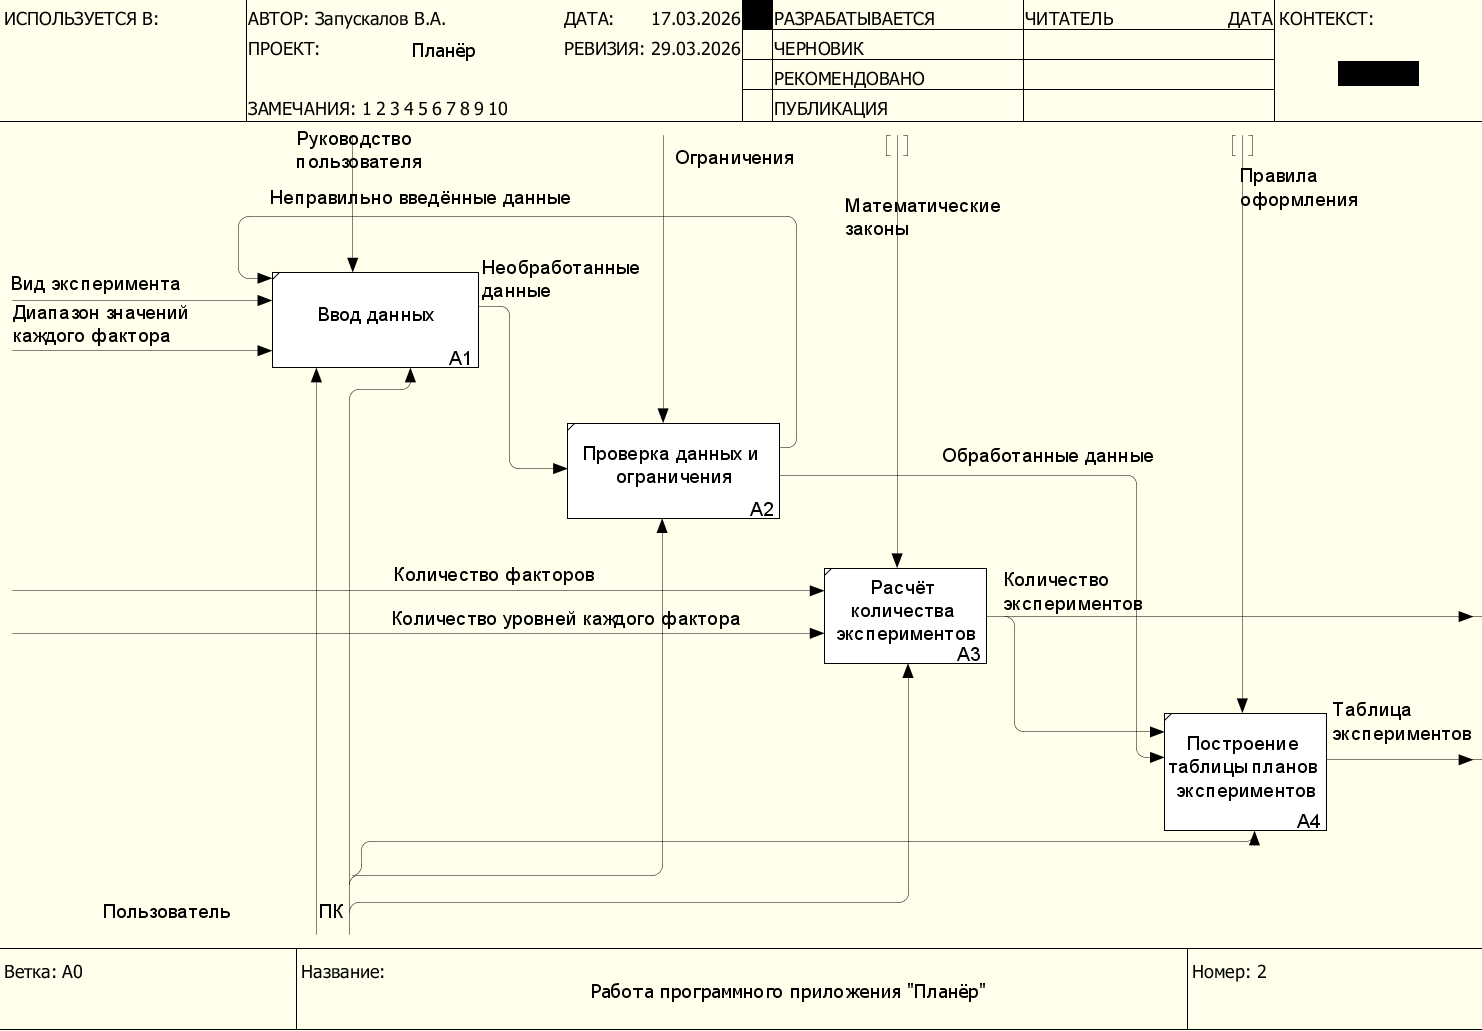 ИСПОЛЬЗУЕТСЯ В:
АВТОР: Запускалов В.А.
ДАТА: 17.03.2026
ПРОЕКТ: Планёр
РЕВИЗИЯ: 29.03.2026
ЗАМЕЧАНИЯ: 1 2 3 4 5 6 7 8 9 10
РАЗРАБАТЫВАЕТСЯ
ЧЕРНОВИК
РЕКОМЕНДОВАНО
ПУБЛИКАЦИЯ
ЧИТАТЕЛЬ
ДАТА
КОНТЕКСТ:
Руководство
пользователя
Ограничения
Математические
законы
Правила
оформления
Неправильно введённые данные
Вид эксперимента
Диапазон значений
каждого фактора
Ввод данных
A1
Необработанные
данные
Проверка данных и
ограничения
A2
Обработанные данные
Количество факторов
Количество уровней каждого фактора
Расчёт
количества
экспериментов
A3
Количество
экспериментов
Построение
таблицы планов
экспериментов
A4
Таблица
экспериментов
Пользователь
ПК
Ветка: A0
Название:
Работа программного приложения "Планёр"
Номер: 2